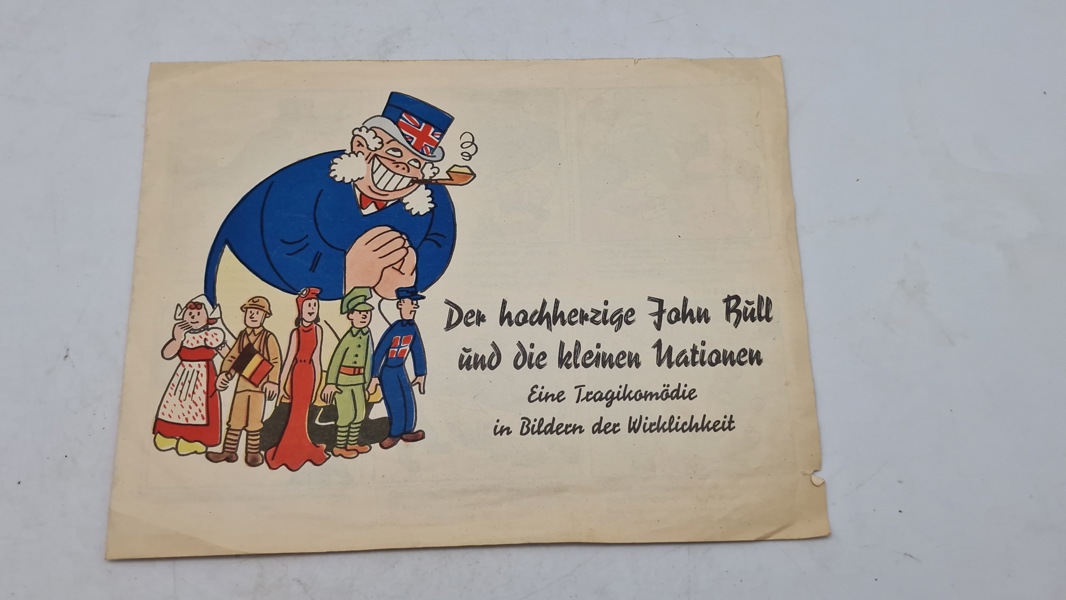 Der hochherzige John Bull
und die kleinen Nationen
Eine Tragikomödie
in Bildern der Wirklichkeit